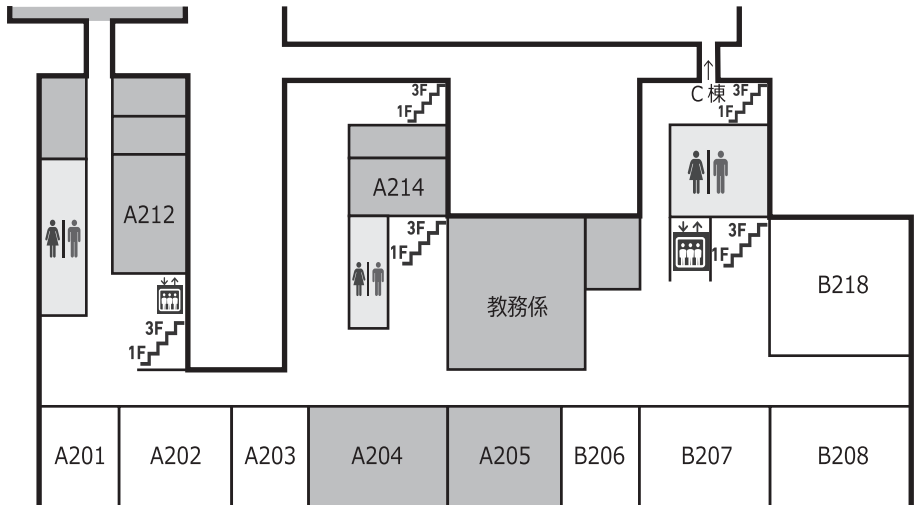 3F
1F
↑
C棟
3F
1F
A212
A214
3F
1F
教務係
↓↑
3F
1F
B218
↓↑
3F
1F
A201
A202
A203
A204
A205
B206
B207
B208